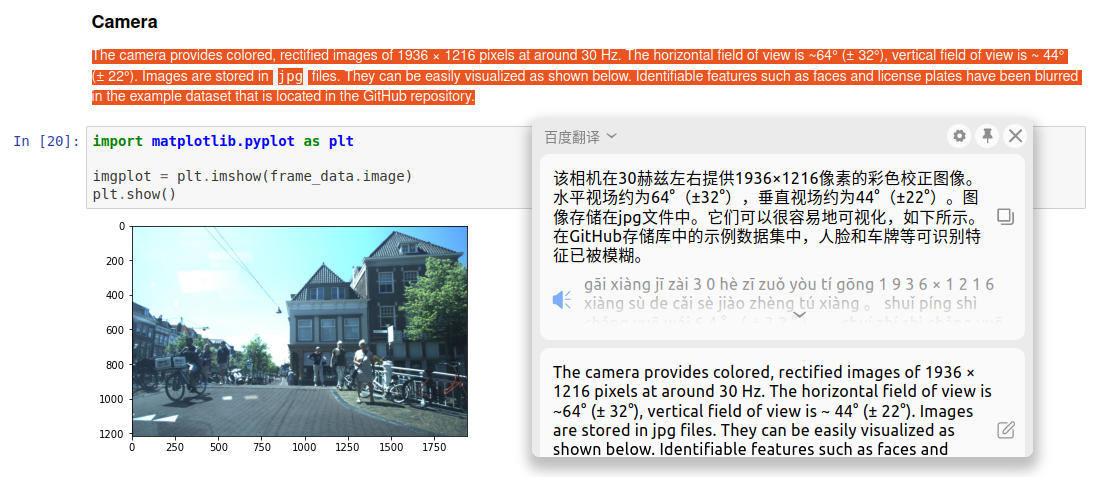 Camera
The camera provides colored, rectified images of 1936 × 1216 pixels at around 30 Hz. The horizontal field of view is ~64° (± 32°), vertical field of view is ~ 44°
(± 22°). Images are stored in jpg files. They can be easily visualized as shown below. Identifiable features such as faces and license plates have been blurred
in the example dataset that is located in the GitHub repository.
In [20]: import matplotlib.pyplot as plt
imgplot = plt.imshow(frame_data.image)
plt.show()
0
200
400
600
800
1000
1200
0 250 500 750 1000 1250 1500 1750
百度翻译
该相机在30赫兹左右提供1936×1216像素的彩色校正图像。
水平视场约为64°（±32°），垂直视场约为44°（±22°）。图
像存储在jpg文件中。它们可以很容易地可视化，如下所示。
在GitHub存储库中的示例数据集中，人脸和车牌等可识别特
征已被模糊。
gāi xiàng jī zài 3 0 hè zī zuǒ yòu tí gōng 1 9 3 6 × 1 2 1 6
xiàng sù de cǎi sè jiào zhèng tú xiàng 。 shuǐ píng shì
The camera provides colored, rectified images of 1936 ×
1216 pixels at around 30 Hz. The horizontal field of view is
~64° (± 32°), vertical field of view is ~ 44° (± 22°). Images
are stored in jpg files. They can be easily visualized as
shown below. Identifiable features such as faces and